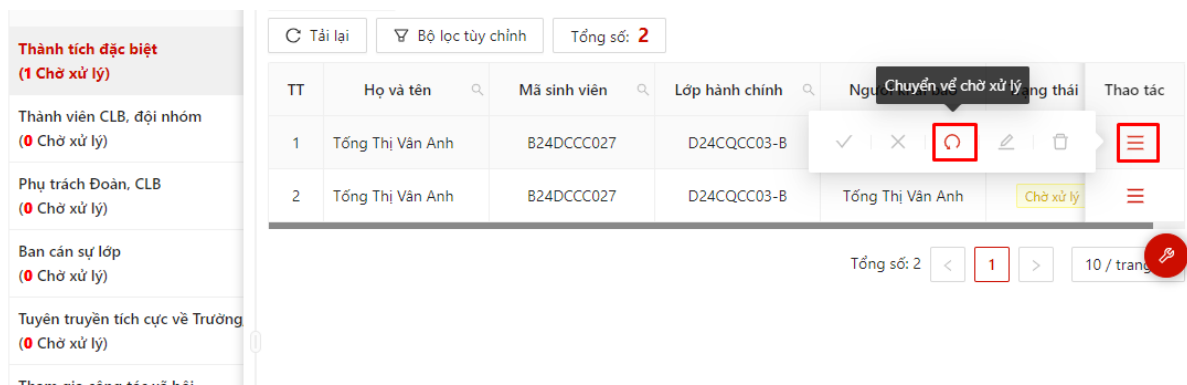 Thành tích đặc biệt
(1 Chờ xử lý)
Thành viên CLB, đội nhóm
(0 Chờ xử lý)
Phụ trách Đoàn, CLB
(0 Chờ xử lý)
Ban cán sự lớp
(0 Chờ xử lý)
Tuyên truyền tích cực về Trường,
(0 Chờ xử lý)
Tải lại Bộ lọc tùy chỉnh Tổng số: 2
TT Họ và tên Mã sinh viên Lớp hành chính Thao tác
Chuyển về chờ xử lý
1 Tống Thị Vân Anh B24DCCC027 D24CQCC03-B
2 Tống Thị Vân Anh B24DCCC027 D24CQCC03-B Tống Thị Vân Anh Chờ xử lý
Tổng số: 2 < 1 > 10 / trang